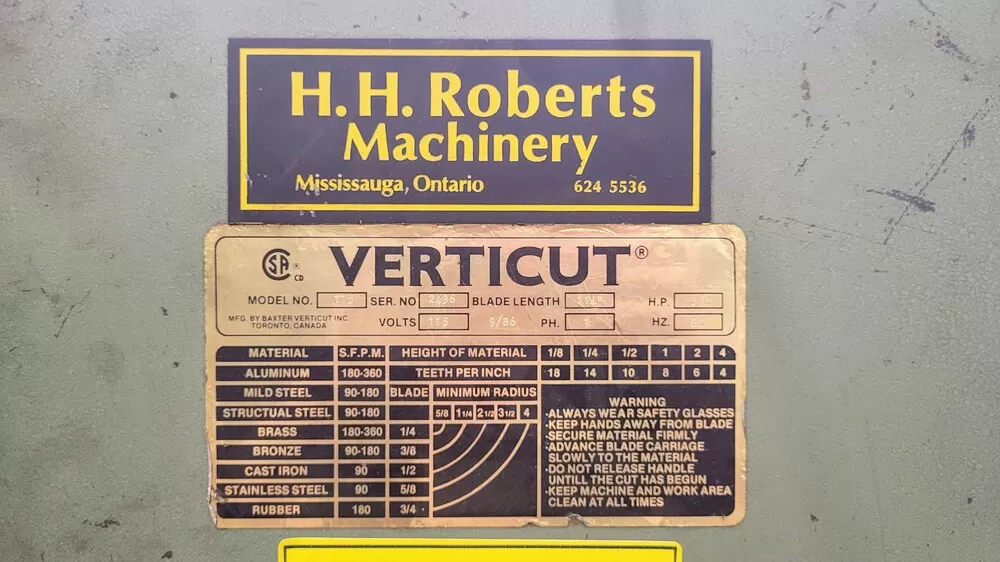 H.H. Roberts
Machinery
Mississauga, Ontario 624 5536
SA ® CD
VERTICUT®
MODEL NO. SER. NO 2436 BLADE LENGTH H.P.
MFG. BY BAXTER VERTICUT INC.
TORONTO, CANADA
VOLTS 115 9/86 PH. HZ.
MATERIAL S.F.P.M. HEIGHT OF MATERIAL 1/8 1/4 1/2 1 2 4
ALUMINUM 180-360 TEETH PER INCH 18 14 10 8 6 4
MILD STEEL 90-180 BLADE MINIMUM RADIUS
STRUCTUAL STEEL 90-180 5/8 1 1/4 2 1/2 3 1/2 4
BRASS 180-360 1/4
BRONZE 90-180 3/8
CAST IRON 90 1/2
STAINLESS STEEL 90 5/8
RUBBER 180 3/4
WARNING
-ALWAYS WEAR SAFETY GLASSES
-KEEP HANDS AWAY FROM BLADE
-SECURE MATERIAL FIRMLY
-ADVANCE BLADE CARRIAGE
SLOWLY TO THE MATERIAL
-DO NOT RELEASE HANDLE
UNTILL THE CUT HAS BEGUN
-KEEP MACHINE AND WORK AREA
CLEAN AT ALL TIMES